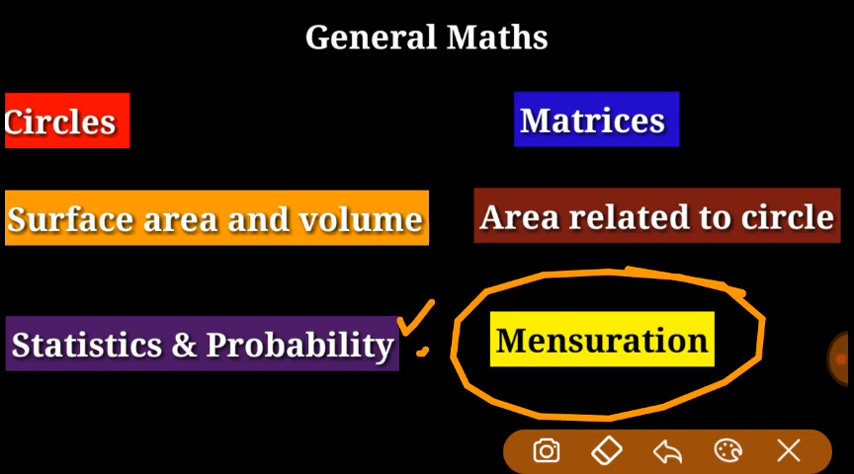 General Maths
Circles
Matrices
Surface area and volume
Area related to circle
Statistics & Probability
Mensuration